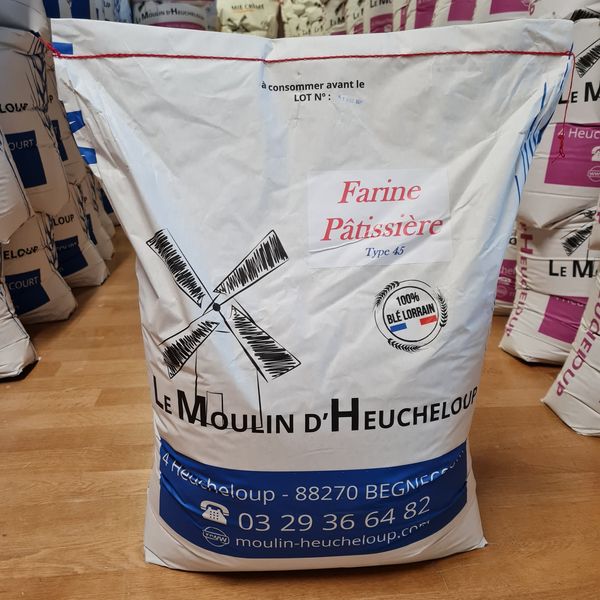 à consommer avant le
LOT N° :
Farine
Pâtissière
Type 45
100%
BLÉ LORRAIN
LE MOULIN D'HEUCHELOUP
4 Heucheloup - 88270
03 29 36 64 82
www
moulin-heucheloup.com